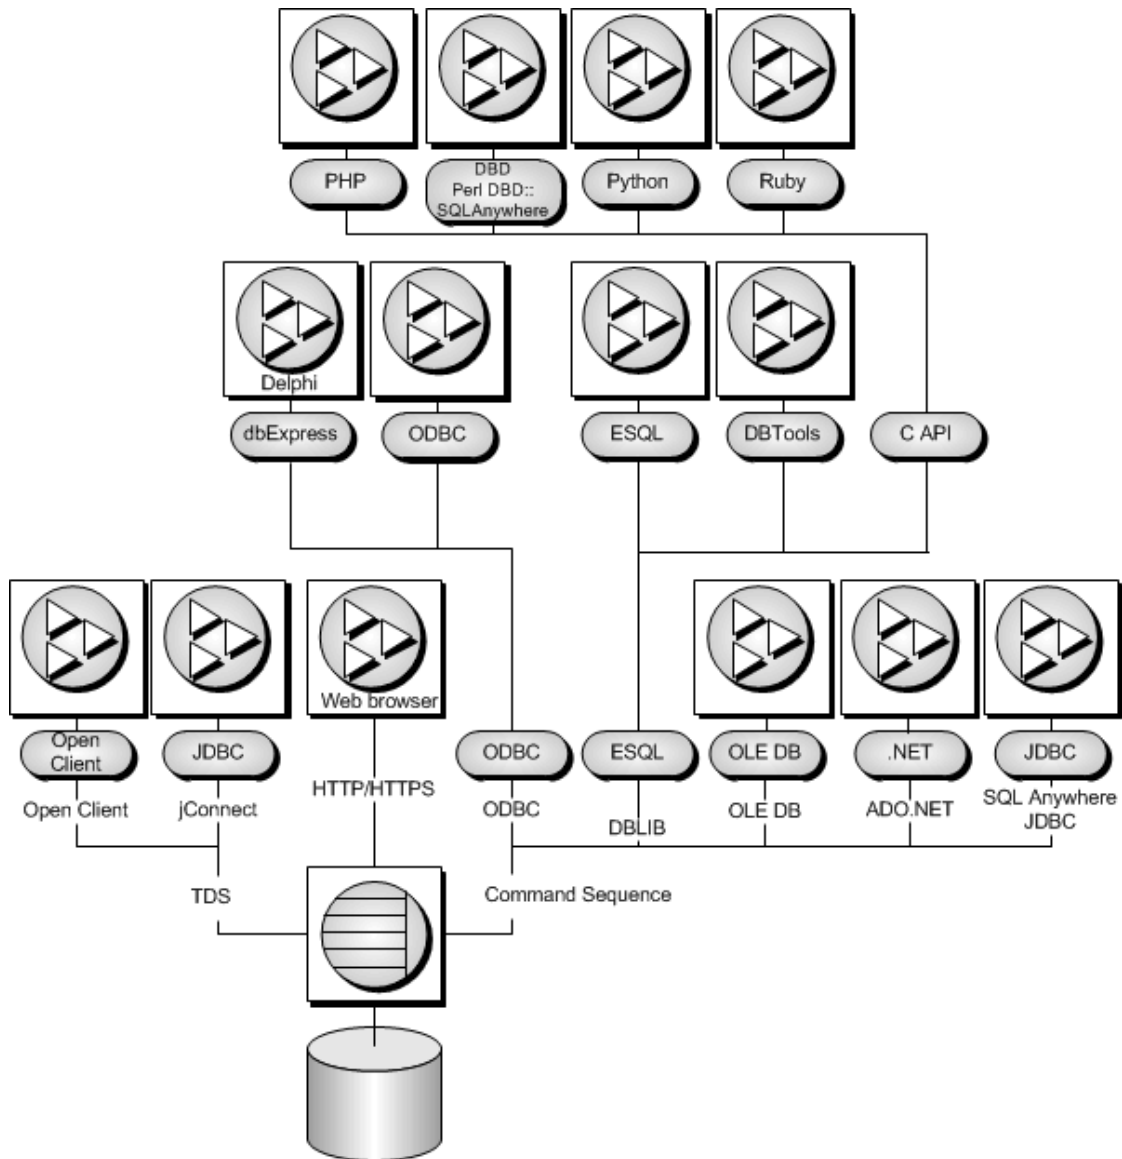 PHP
DBD
Perl DBD::
SQLAnywhere
Python
Ruby
Delphi
dbExpress
ODBC
ESQL
DBTools
C API
Web browser
Open
Client
JDBC
ODBC
ESQL
OLE DB
.NET
JDBC
Open Client
jConnect
HTTP/HTTPS
ODBC
DBLIB
OLE DB
ADO.NET
SQL Anywhere
JDBC
TDS
Command Sequence